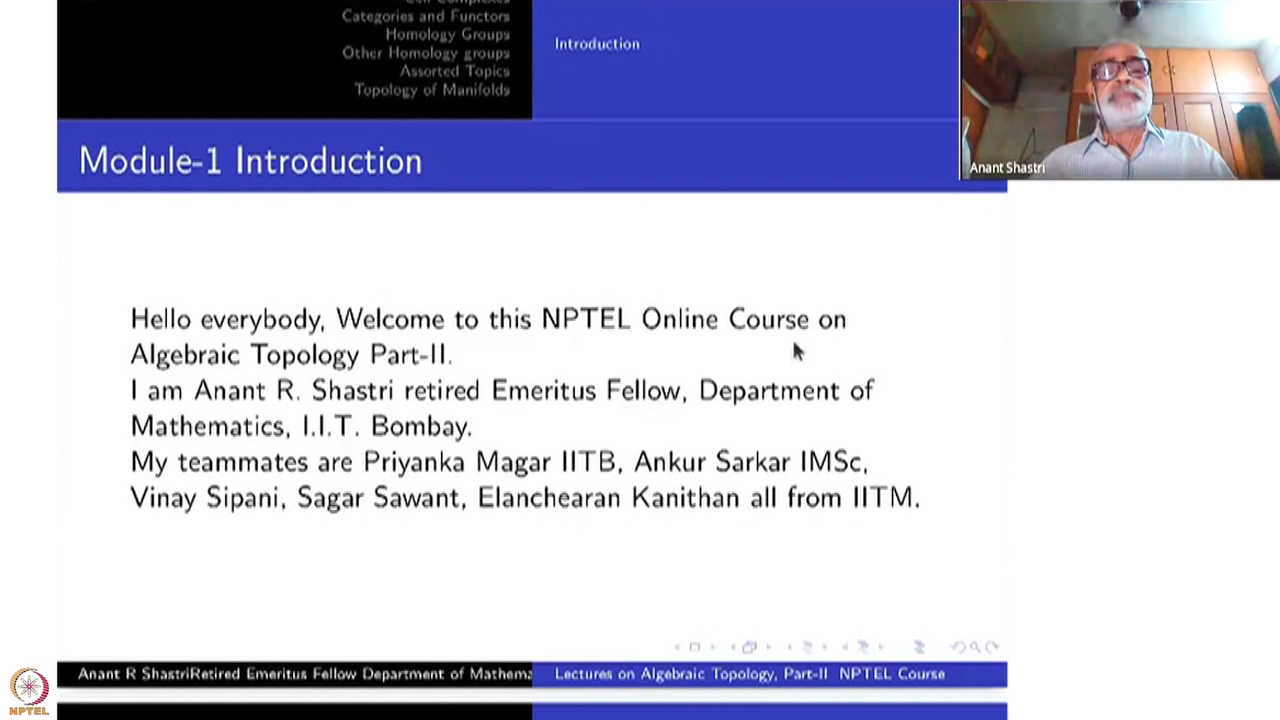 Categories and Functors
Homology Groups
Other Homology groups
Assorted Topics
Topology of Manifolds
Introduction
Anant Shastri
Module-1 Introduction
Hello everybody, Welcome to this NPTEL Online Course on
Algebraic Topology Part-II.
I am Anant R. Shastri retired Emeritus Fellow, Department of
Mathematics, I.I.T. Bombay.
My teammates are Priyanka Magar IITB, Ankur Sarkar IMSc,
Vinay Sipani, Sagar Sawant, Elanchearan Kanithan all from IITM.
Anant R ShastriRetired Emeritus Fellow Department of Mathema
Lectures on Algebraic Topology, Part-II NPTEL Course
NPTEL